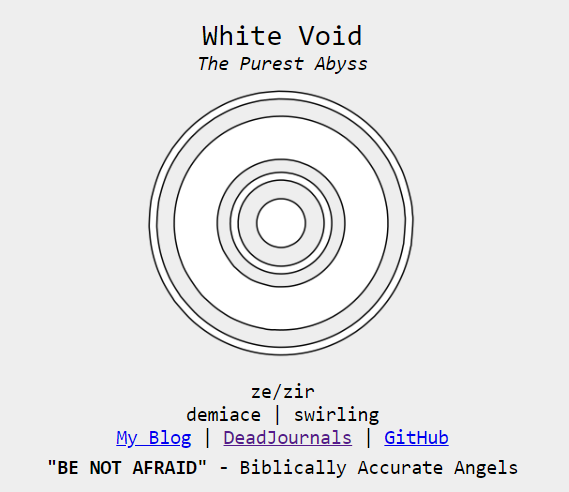 White Void
The Purest Abyss
ze/zir
demiace | swirling
My Blog | DeadJournals | GitHub
"BE NOT AFRAID" - Biblically Accurate Angels